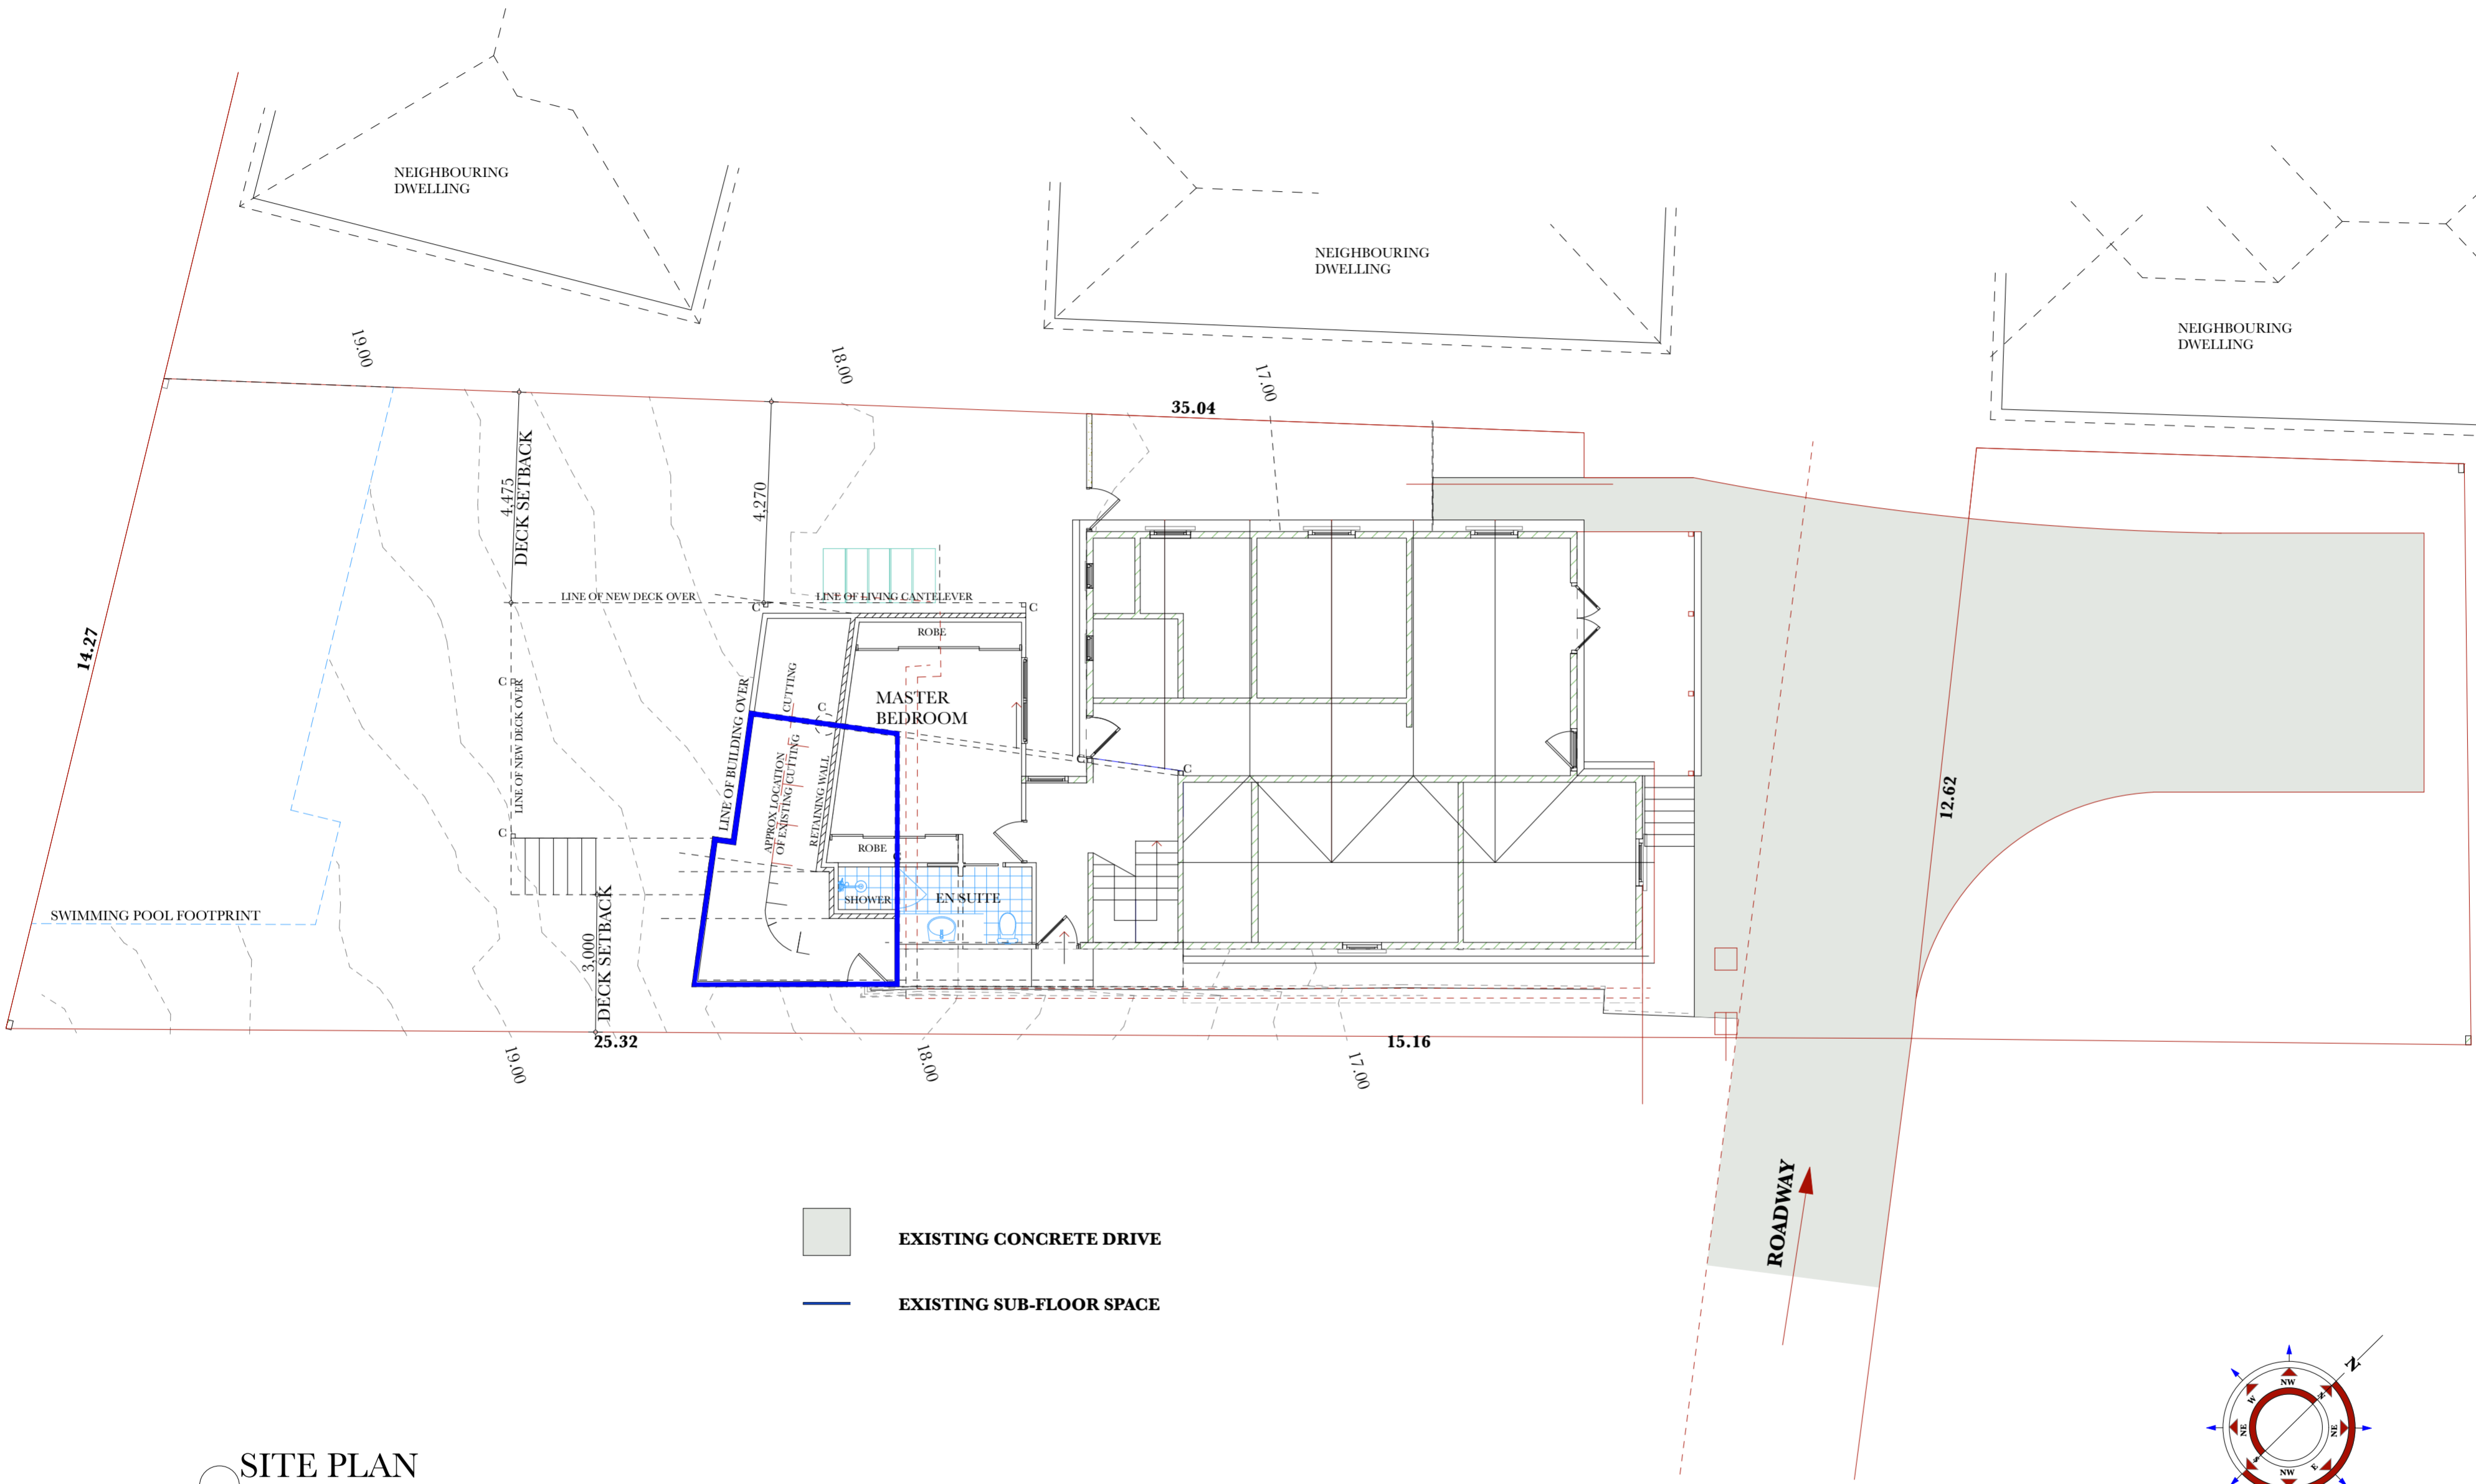 NEIGHBOURING
DWELLING
NEIGHBOURING
DWELLING
NEIGHBOURING
DWELLING
19.00
18.00
17.00
35.04
4,475
DECK SETBACK
4,270
LINE OF NEW DECK OVER
LINE OF LIVING CANTELEVER
C
C
ROBE
14.27
C
LINE OF NEW DECK OVER
LINE OF BUILDING OVER
CUTTING
C
MASTER
BEDROOM
APPROX LOCATION
OF EXISTING CUTTING
RETAINING WALL
C
C
12.62
C
ROBE
C
SHOWER
EN SUITE
SWIMMING POOL FOOTPRINT
3,000
DECK SETBACK
25.32
15.16
19.00
18.00
17.00
ROADWAY
EXISTING CONCRETE DRIVE
EXISTING SUB-FLOOR SPACE
N
NW
N
W
NE
NE
S
E
NW
SITE PLAN